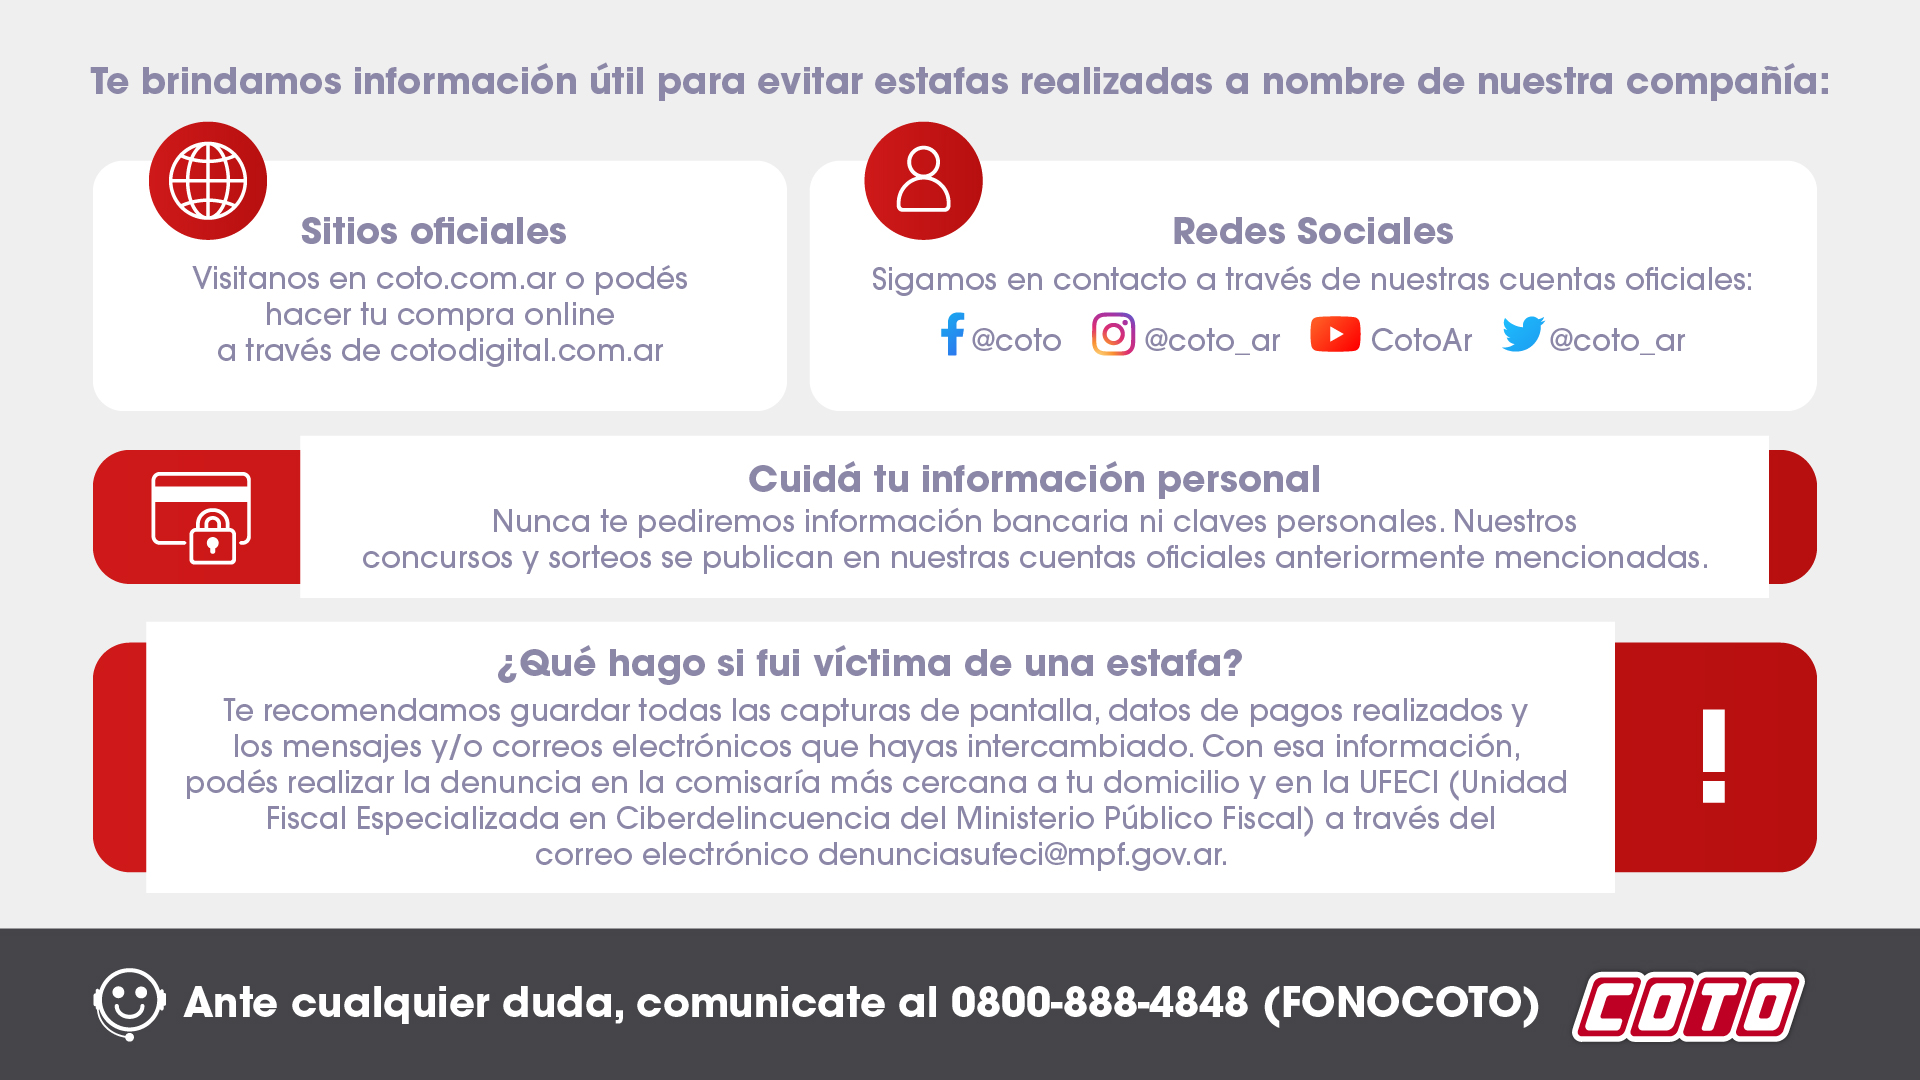 Te brindamos información útil para evitar estafas realizadas a nombre de nuestra compañía:
Sitios oficiales
Visitanos en coto.com.ar o podés
hacer tu compra online
a través de cotodigital.com.ar
Redes Sociales
Sigamos en contacto a través de nuestras cuentas oficiales:
@coto @coto_ar CotoAr @coto_ar
Cuidá tu información personal
Nunca te pediremos información bancaria ni claves personales. Nuestros
concursos y sorteos se publican en nuestras cuentas oficiales anteriormente mencionadas.
¿Qué hago si fui víctima de una estafa?
Te recomendamos guardar todas las capturas de pantalla, datos de pagos realizados y
los mensajes y/o correos electrónicos que hayas intercambiado. Con esa información,
podés realizar la denuncia en la comisaría más cercana a tu domicilio y en la UFECI (Unidad
Fiscal Especializada en Ciberdelincuencia del Ministerio Público Fiscal) a través del
correo electrónico denunciasufeci@mpf.gov.ar.
!
Ante cualquier duda, comunicate al 0800-888-4848 (FONOCOTO)
COTO